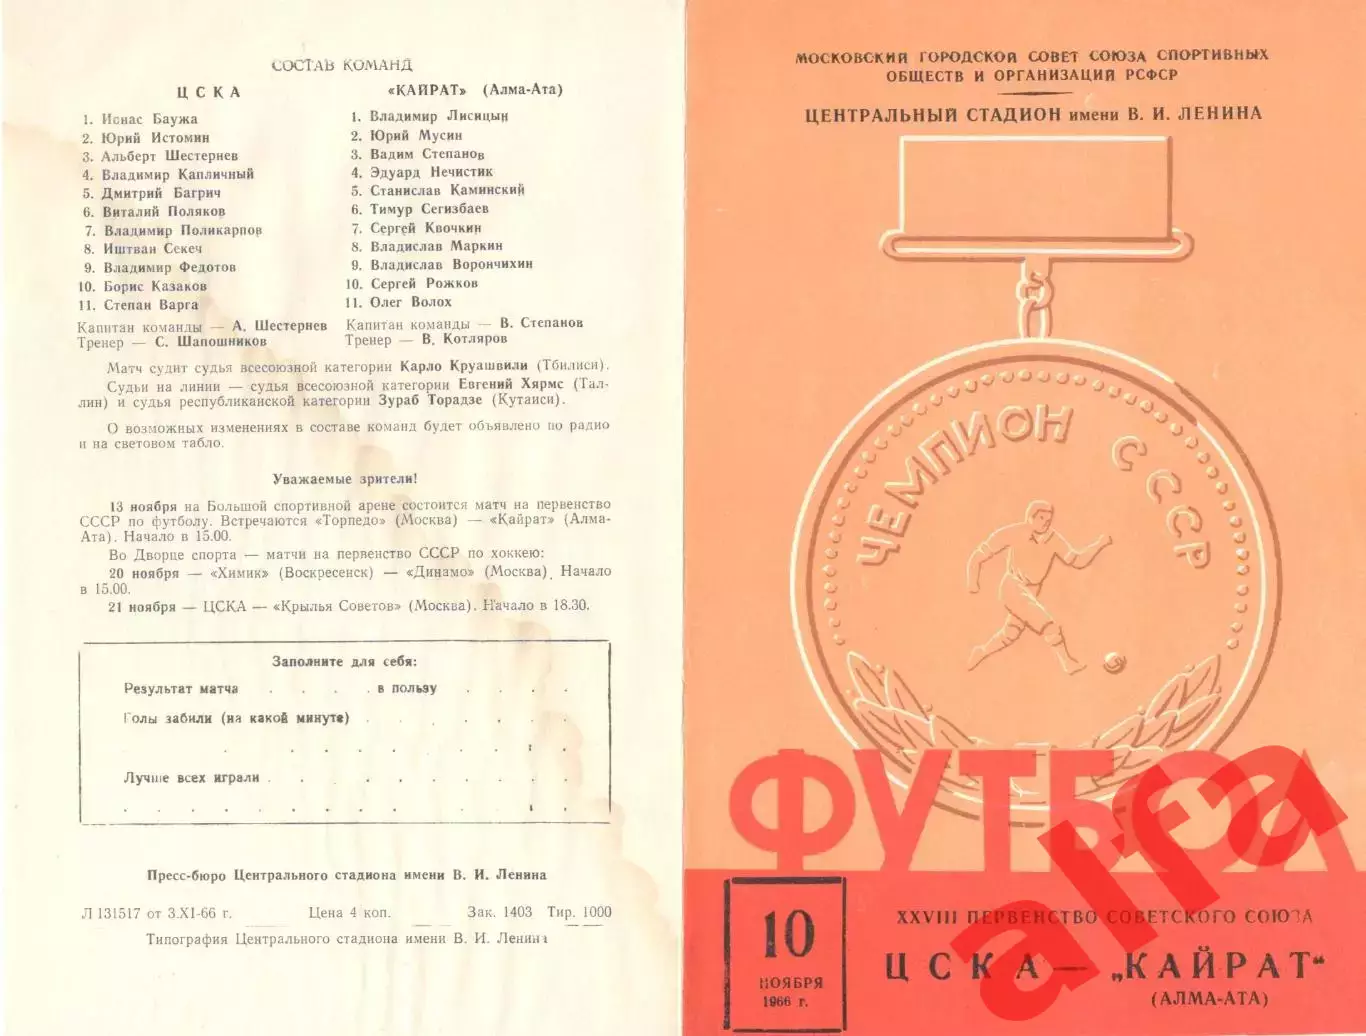 СОСТАВ КОМАНД
ЦСКА
1. Ионас Баужа
2. Юрий Истомин
3. Альберт Шестернев
4. Владимир Капличный
5. Дмитрий Багрич
6. Виталий Поляков
7. Владимир Поликарпов
8. Иштван Секеч
9. Владимир Федотов
10. Борис Казаков
11. Степан Варга
Капитан команды — А. Шестернев
Тренер — С. Шапошников
«КАЙРАТ» (Алма-Ата)
1. Владимир Лисицын
2. Юрий Мусин
3. Вадим Степанов
4. Эдуард Нечистик
5. Станислав Каминский
6. Тимур Сегизбаев
7. Сергей Квочкин
8. Владислав Маркин
9. Владислав Ворончихин
10. Сергей Рожков
11. Олег Волох
Капитан команды — В. Степанов
Тренер — В. Котляров
Матч судит судья всесоюзной категории Карло Круашвили (Тбилиси).
Судьи на линии — судья всесоюзной категории Евгений Хярмс (Тал-
лин) и судья республиканской категории Зураб Торадзе (Кутаиси).
О возможных изменениях в составе команд будет объявлено по радио
и на световом табло.
Уважаемые зрители!
13 ноября на Большой спортивной арене состоится матч на первенство
СССР по футболу. Встречаются «Торпедо» (Москва) — «Кайрат» (Алма-
Ата). Начало в 15.00.
Во Дворце спорта — матчи на первенство СССР по хоккею:
20 ноября — «Химик» (Воскресенск) — «Динамо» (Москва). Начало
в 15.00.
21 ноября — ЦСКА — «Крылья Советов» (Москва). Начало в 18.30.
Заполните для себя:
Результат матча . . . . в пользу . . . .
Голы забили (на какой минуте) . . . . . . .
Лучше всех играли . . . . . . . . . .
Пресс-бюро Центрального стадиона имени В. И. Ленина
Л 131517 от 3.XI-66 г. Цена 4 коп. Зак. 1403 Тир. 1000
Типография Центрального стадиона имени В. И. Ленина
МОСКОВСКИЙ ГОРОДСКОЙ СОВЕТ СОЮЗА СПОРТИВНЫХ
ОБЩЕСТВ И ОРГАНИЗАЦИЙ РСФСР
ЦЕНТРАЛЬНЫЙ СТАДИОН имени В. И. ЛЕНИНА
ЧЕМПИОН СССР
ФУТБОЛ
10
НОЯБРЯ
1966 г.
XXVIII ПЕРВЕНСТВО СОВЕТСКОГО СОЮЗА
ЦСКА — „КАЙРАТ“
(АЛМА-АТА)
alfa